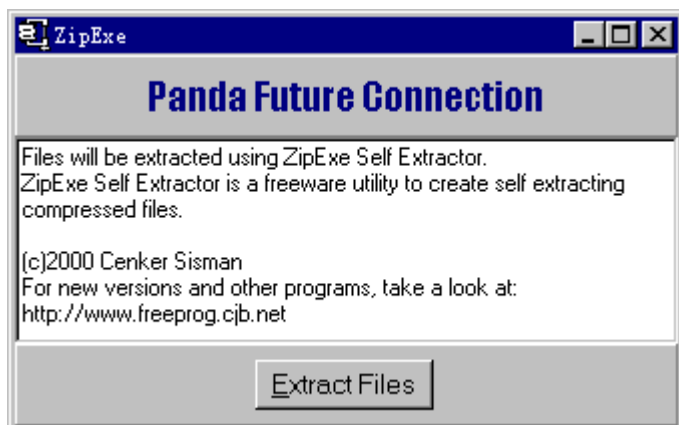 ZipExe
Panda Future Connection
Files will be extracted using ZipExe Self Extractor.
ZipExe Self Extractor is a freeware utility to create self extracting
compressed files.
(c)2000 Cenker Sisman
For new versions and other programs, take a look at:
http://www.freeprog.cjb.net
Extract Files